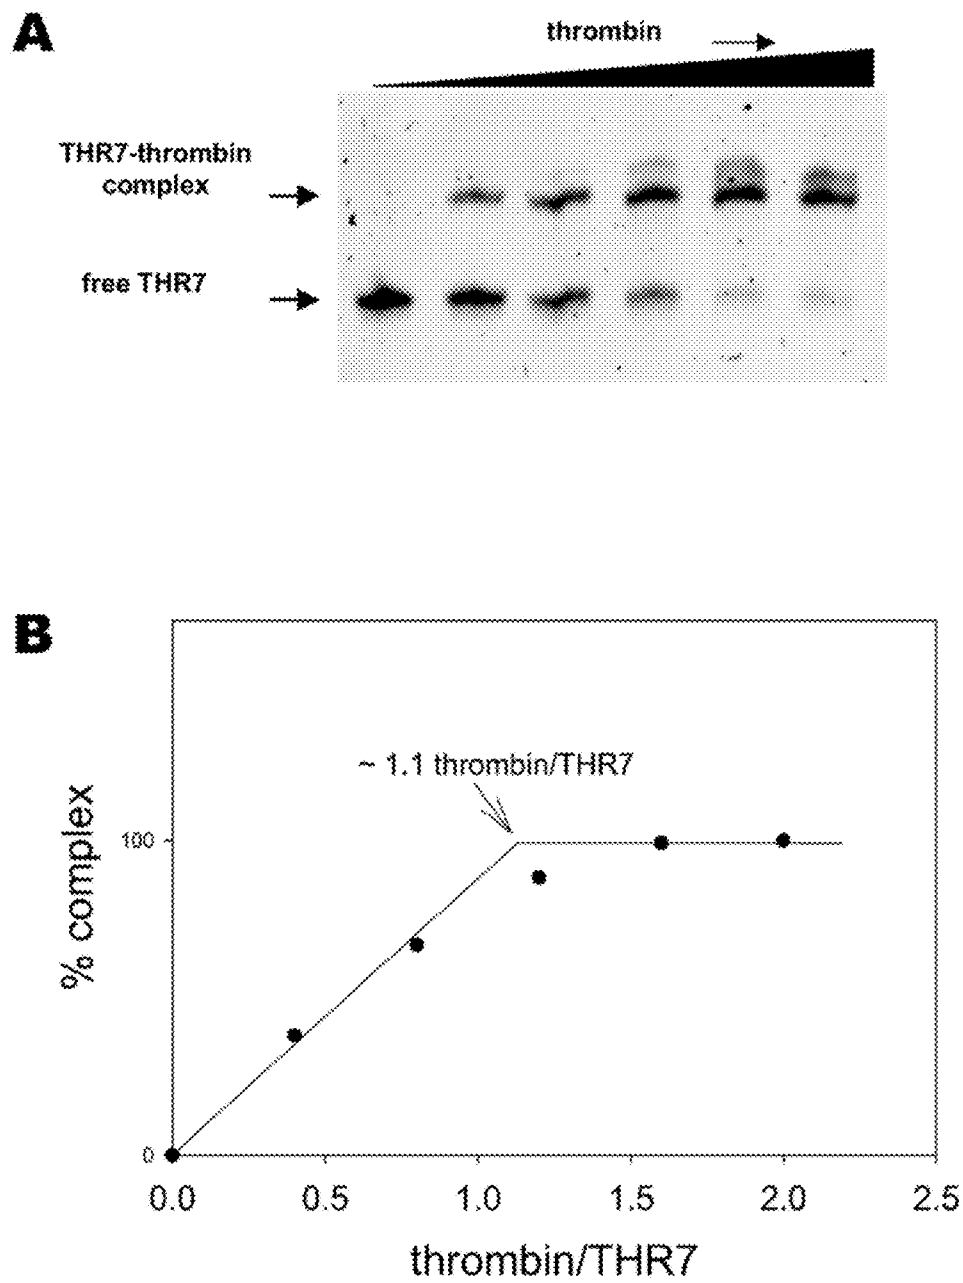 A
thrombin
THR7-thrombin
complex
free THR7
B
~ 1.1 thrombin/THR7
% complex
100
0
0.0 0.5 1.0 1.5 2.0 2.5
thrombin/THR7